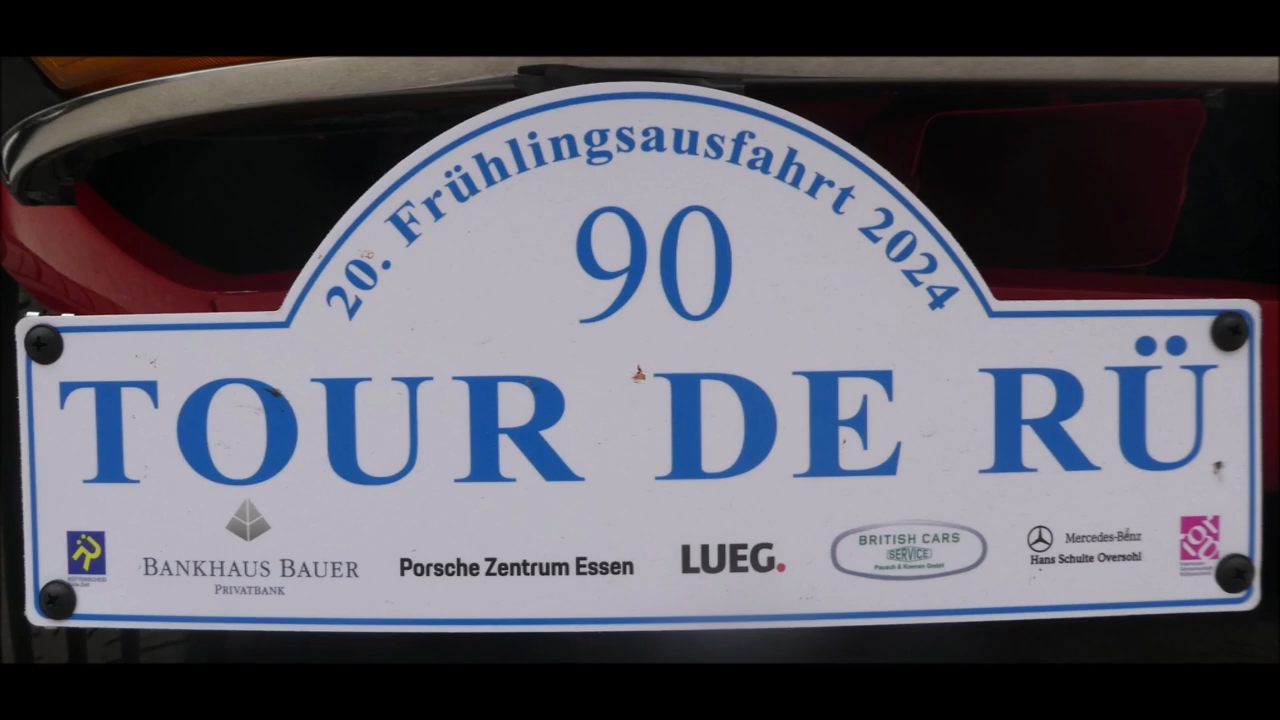 20. Frühlingsausfahrt 2024
90
TOUR DE RÜ
BANKHAUS BAUER
PRIVATBANK
Porsche Zentrum Essen
LUEG.
BRITISH CARS
SERVICE
Mercedes-Benz
Hans Schulte Oversohl